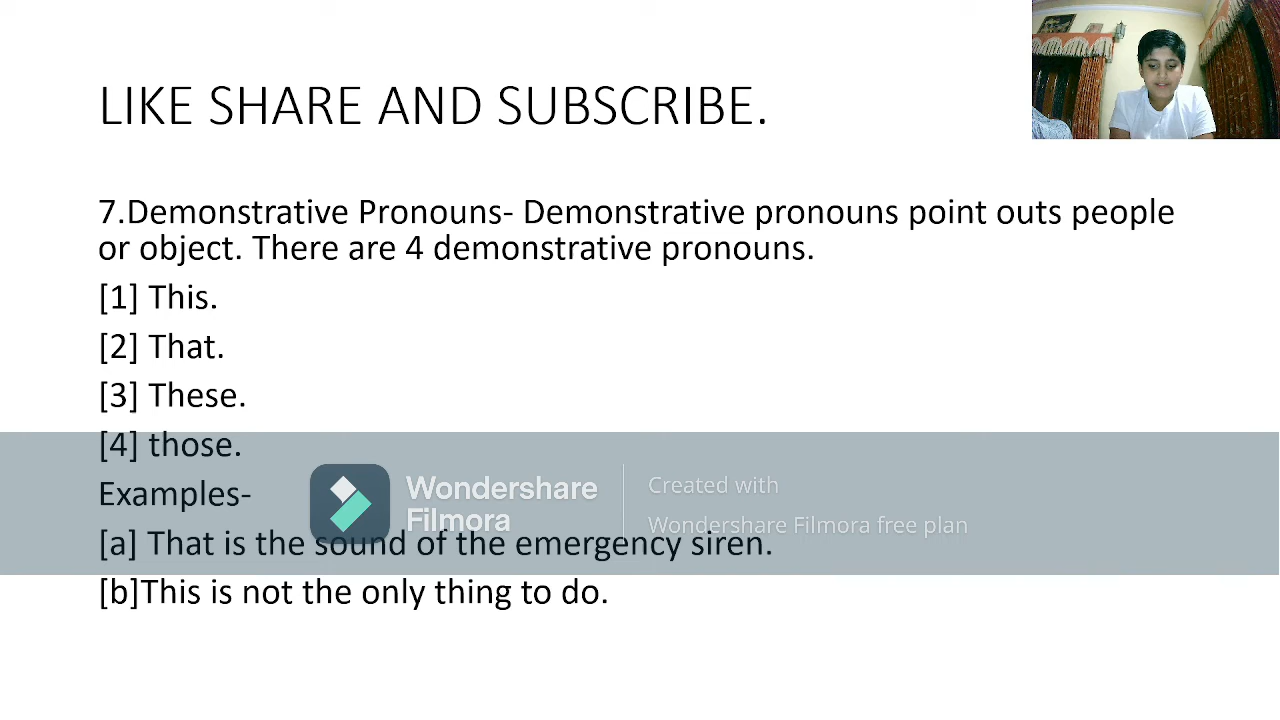 LIKE SHARE AND SUBSCRIBE.
7.Demonstrative Pronouns- Demonstrative pronouns point outs people
or object. There are 4 demonstrative pronouns.
[1] This.
[2] That.
[3] These.
[4] those.
Examples-
[a] That is the sound of the emergency siren.
[b]This is not the only thing to do.
Wondershare
Filmora
Created with
Wondershare Filmora free plan